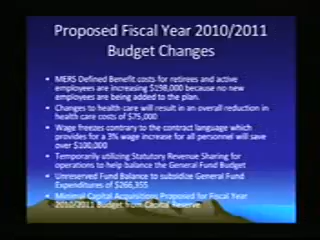 Proposed Fiscal Year 2010/2011
Budget Changes
• MERS Defined Benefit costs for retirees and active
employees are increasing $198,000 because no new
employees are being added to the plan.
• Changes to health care will result in an overall reduction in
health care costs of $75,000
• Wage freezes contrary to the contract language which
provides for a 3% wage increase for all personnel will save
over $100,000
• Temporarily utilizing Statutory Revenue Sharing for
operations to help balance the General Fund Budget
• Unreserved Fund Balance to subsidize General Fund
Expenditures of $266,355
• Minimal Capital Acquisitions Proposed for Fiscal Year
2010/2011 Budget from Capital Reserve